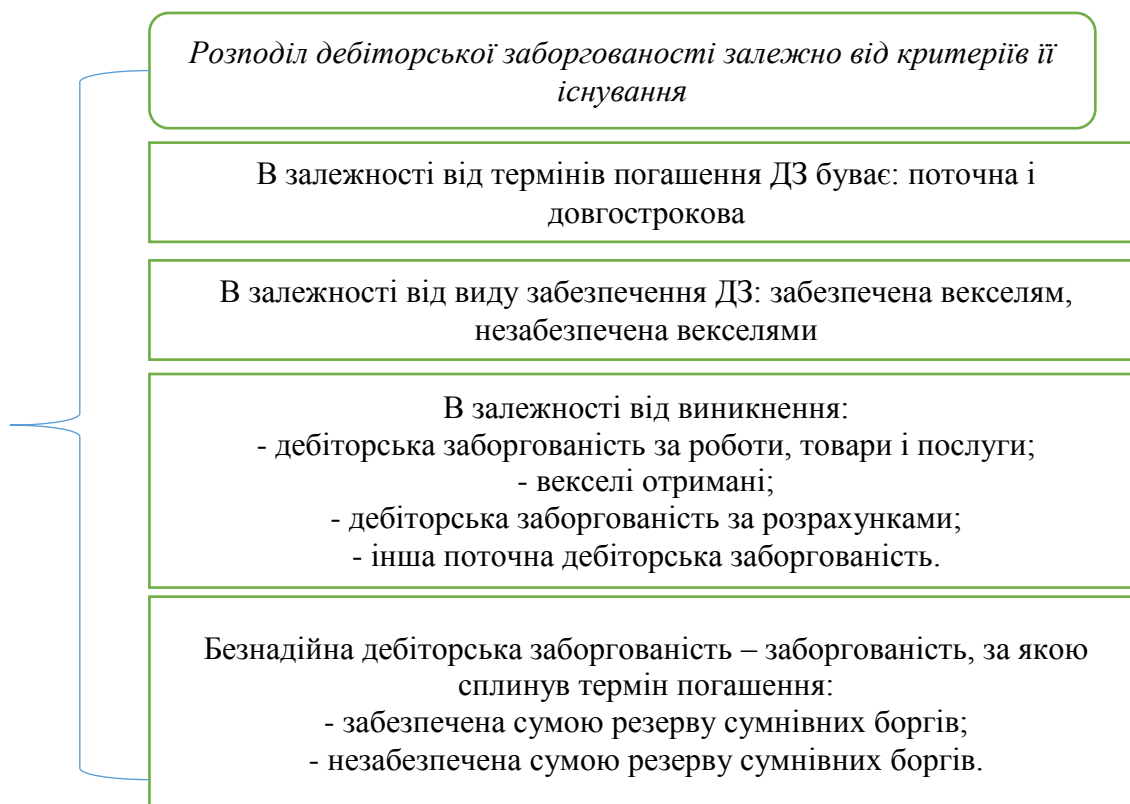 Розподіл дебіторської заборгованості залежно від критеріїв її
існування
В залежності від термінів погашення ДЗ буває: поточна і
довгострокова
В залежності від виду забезпечення ДЗ: забезпечена векселям,
незабезпечена векселями
В залежності від виникнення:
- дебіторська заборгованість за роботи, товари і послуги;
- векселі отримані;
- дебіторська заборгованість за розрахунками;
- інша поточна дебіторська заборгованість.
Безнадійна дебіторська заборгованість – заборгованість, за якою
сплинув термін погашення:
- забезпечена сумою резерву сумнівних боргів;
- незабезпечена сумою резерву сумнівних боргів.